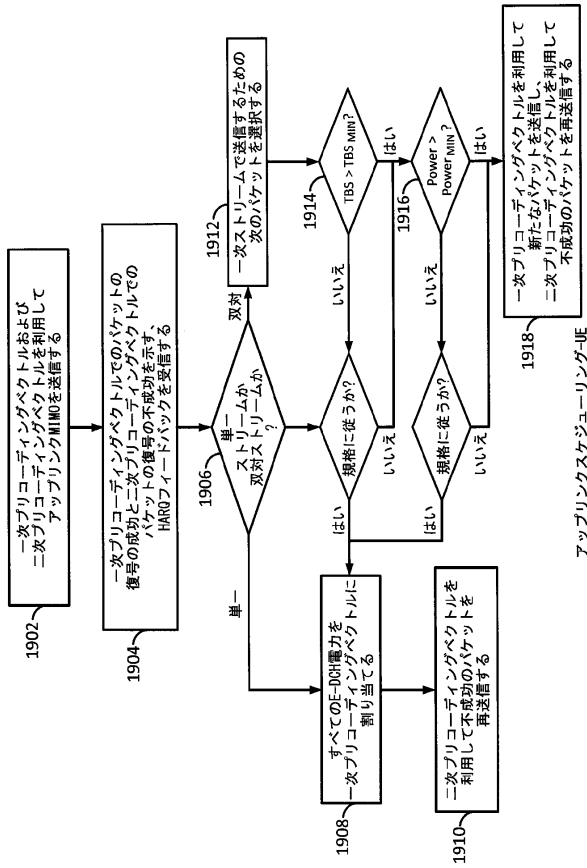 1902
一次プリコーディングベクトルおよび
二次プリコーディングベクトルを利用して
アップリンクMIMOを送信する
1904
一次プリコーディングベクトルでのパケットの
復号の成功と二次プリコーディングベクトルでの
パケットの復号の不成功を示す、
HARQフィードバックを受信する
1906
単一
ストリームか
双対ストリームか
?
単一
双対
1912
一次ストリームで送信するための
次のパケットを選択する
1914
TBS > TBS MIN?
いいえ
はい
規格に従うか?
はい
いいえ
1916
Power >
Power MIN?
いいえ
はい
規格に従うか?
はい
いいえ
1908
すべてのE-DCH電力を
一次プリコーディングベクトルに
割り当てる
1910
二次プリコーディングベクトルを
利用して不成功のパケットを
再送信する
1918
一次プリコーディングベクトルを利用して
新たなパケットを送信し、
二次プリコーディングベクトルを利用して
不成功のパケットを再送信する
アップリンクスケジューリング-UE